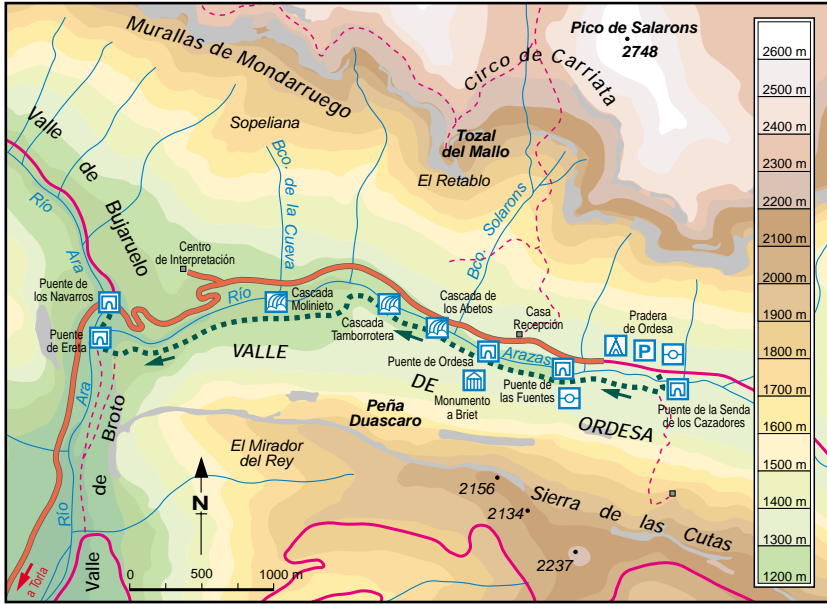 Pico de Salarons
2748
Murallas de Mondarruego
Circo de Carriata
Sopeliana
Tozal
del Mallo
El Retablo
Valle
de
Bujaruelo
Río
Ara
Bco. de la Cueva
Bco. Solarons
Centro
de Interpretación
Puente de
los Navarros
Río
Cascada
Molinieto
Cascada de
los Abetos
Casa
Recepción
Pradera
de Ordesa
P
Puente
de Ereta
Cascada
Tamborrotera
Arazas
VALLE
DE
ORDESA
Puente de Ordesa
Monumento
a Briet
Puente de
las Fuentes
Puente de la Senda
de los Cazadores
Ara
Peña
Duascaro
El Mirador
del Rey
Valle
de
Broto
Río
2156
2134
2237
Sierra de las Cutas
N
0
500
1000 m
a Torla
2600 m
2500 m
2400 m
2300 m
2200 m
2100 m
2000 m
1900 m
1800 m
1700 m
1600 m
1500 m
1400 m
1300 m
1200 m